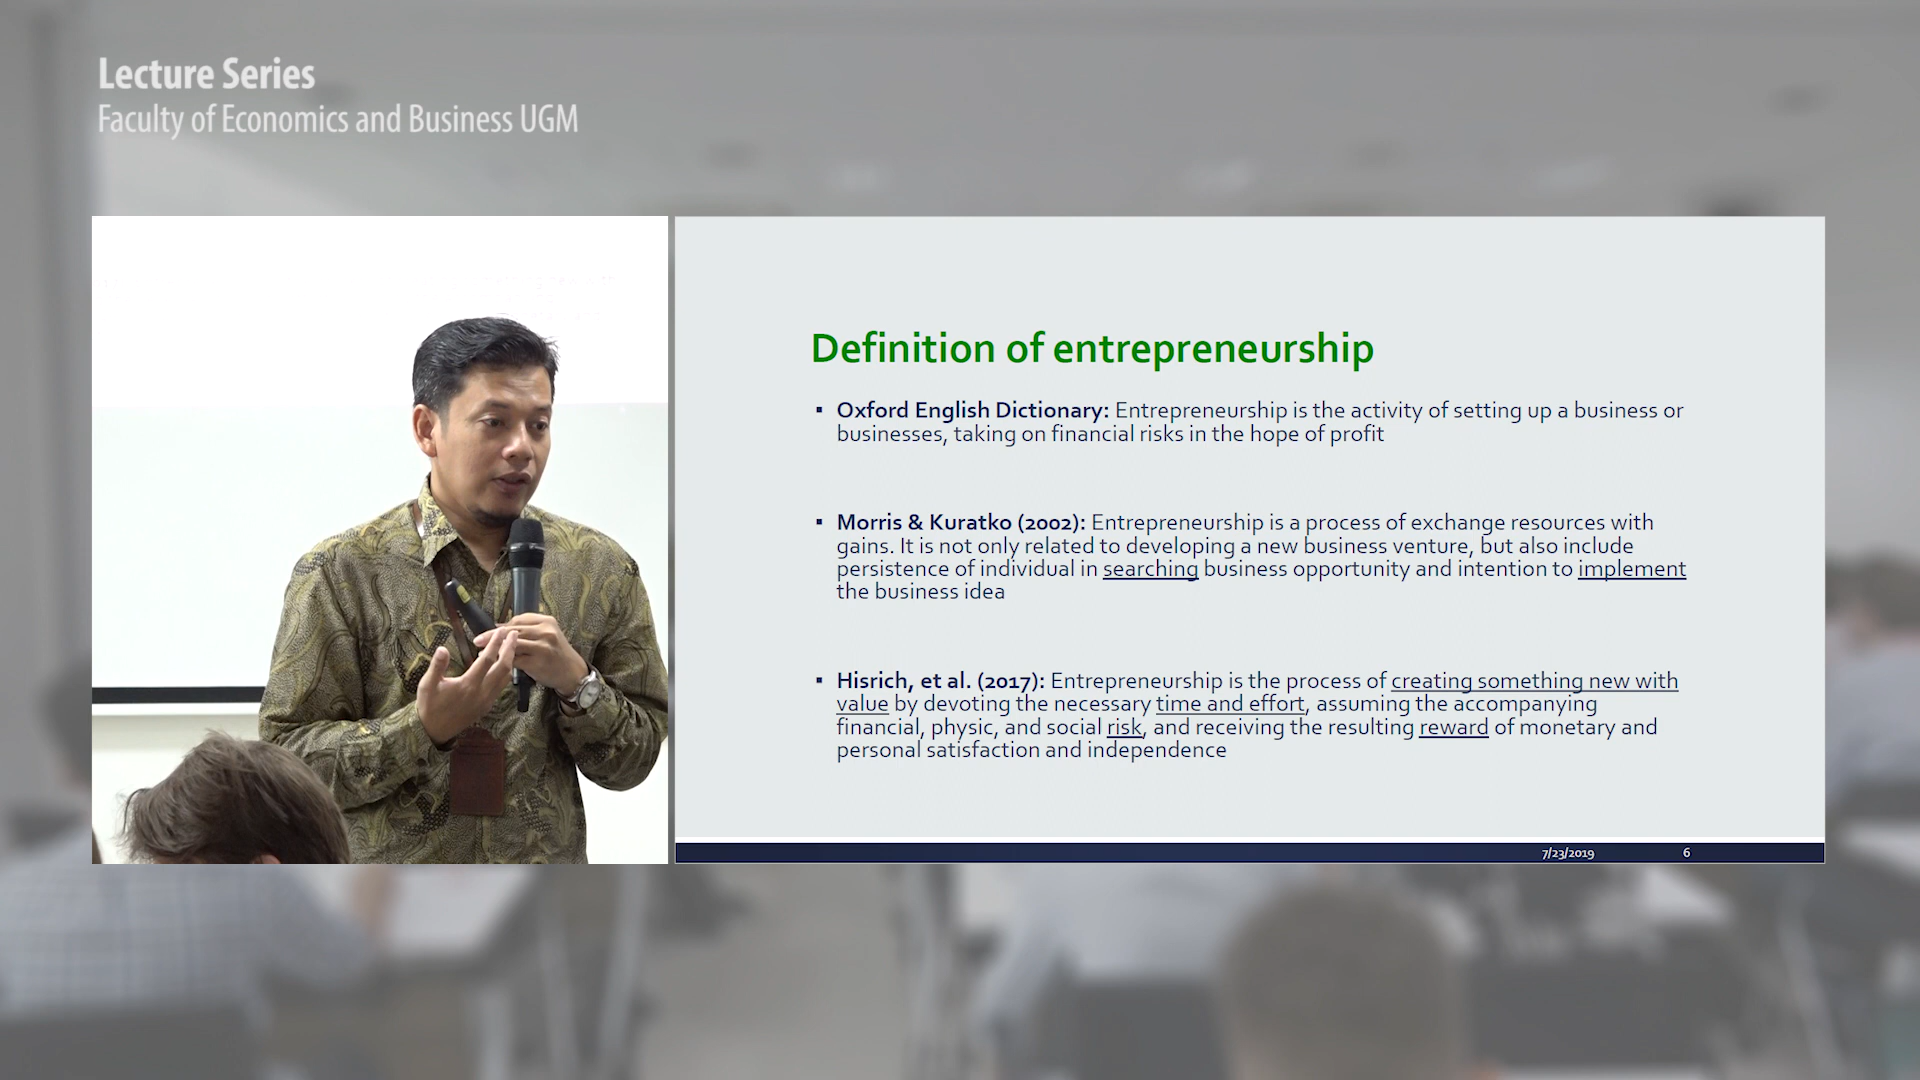 Lecture Series
Faculty of Economics and Business UGM
Definition of entrepreneurship
▪ Oxford English Dictionary: Entrepreneurship is the activity of setting up a business or
businesses, taking on financial risks in the hope of profit
▪ Morris & Kuratko (2002): Entrepreneurship is a process of exchange resources with
gains. It is not only related to developing a new business venture, but also include
persistence of individual in searching business opportunity and intention to implement
the business idea
▪ Hisrich, et al. (2017): Entrepreneurship is the process of creating something new with
value by devoting the necessary time and effort, assuming the accompanying
financial, physic, and social risk, and receiving the resulting reward of monetary and
personal satisfaction and independence
7/23/2019 6